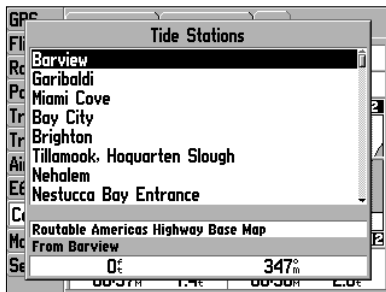 GPS
Tide Stations
Barview
Garibaldi
Miami Cove
Bay City
Brighton
Tillamook, Hoquarten Slough
Nehalem
Nestucca Bay Entrance
Routable Americas Highway Base Map
From Barview
0ft 347°m